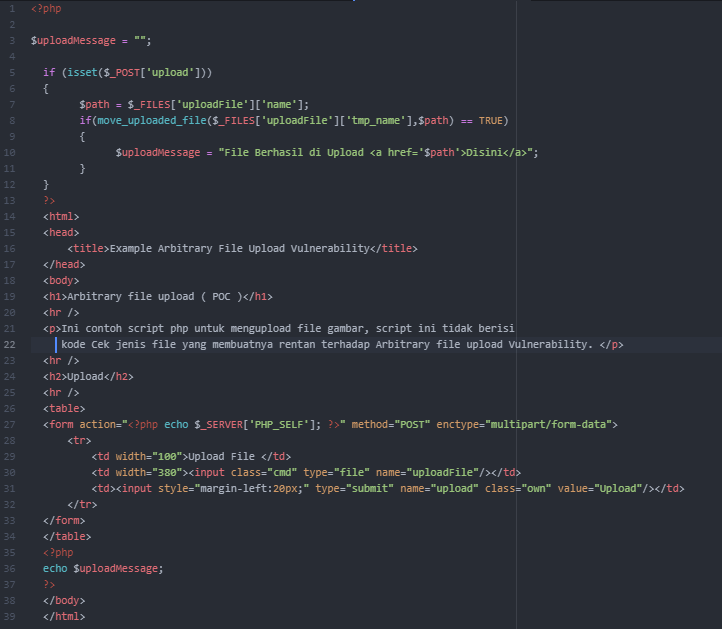 1 <?php
2
3 $uploadMessage = "";
4
5 if (isset($_POST['upload']))
6 {
7 $path = $_FILES['uploadFile']['name'];
8 if(move_uploaded_file($_FILES['uploadFile']['tmp_name'],$path) == TRUE)
9 {
10 $uploadMessage = "File Berhasil di Upload <a href='$path'>Disini</a>";
11 }
12 }
13 ?>
14 <html>
15 <head>
16 <title>Example Arbitrary File Upload Vulnerability</title>
17 </head>
18 <body>
19 <h1>Arbitrary file upload ( POC )</h1>
20 <hr />
21 <p>Ini contoh script php untuk mengupload file gambar, script ini tidak berisi
22 kode Cek jenis file yang membuatnya rentan terhadap Arbitrary file upload Vulnerability. </p>
23 <hr />
24 <h2>Upload</h2>
25 <hr />
26 <table>
27 <form action="<?php echo $_SERVER['PHP_SELF']; ?>" method="POST" enctype="multipart/form-data">
28 <tr>
29 <td width="100">Upload File </td>
30 <td width="380"><input class="cmd" type="file" name="uploadFile"/></td>
31 <td><input style="margin-left:20px;" type="submit" name="upload" class="own" value="Upload"/></td>
32 </tr>
33 </form>
34 </table>
35 <?php
36 echo $uploadMessage;
37 ?>
38 </body>
39 </html>